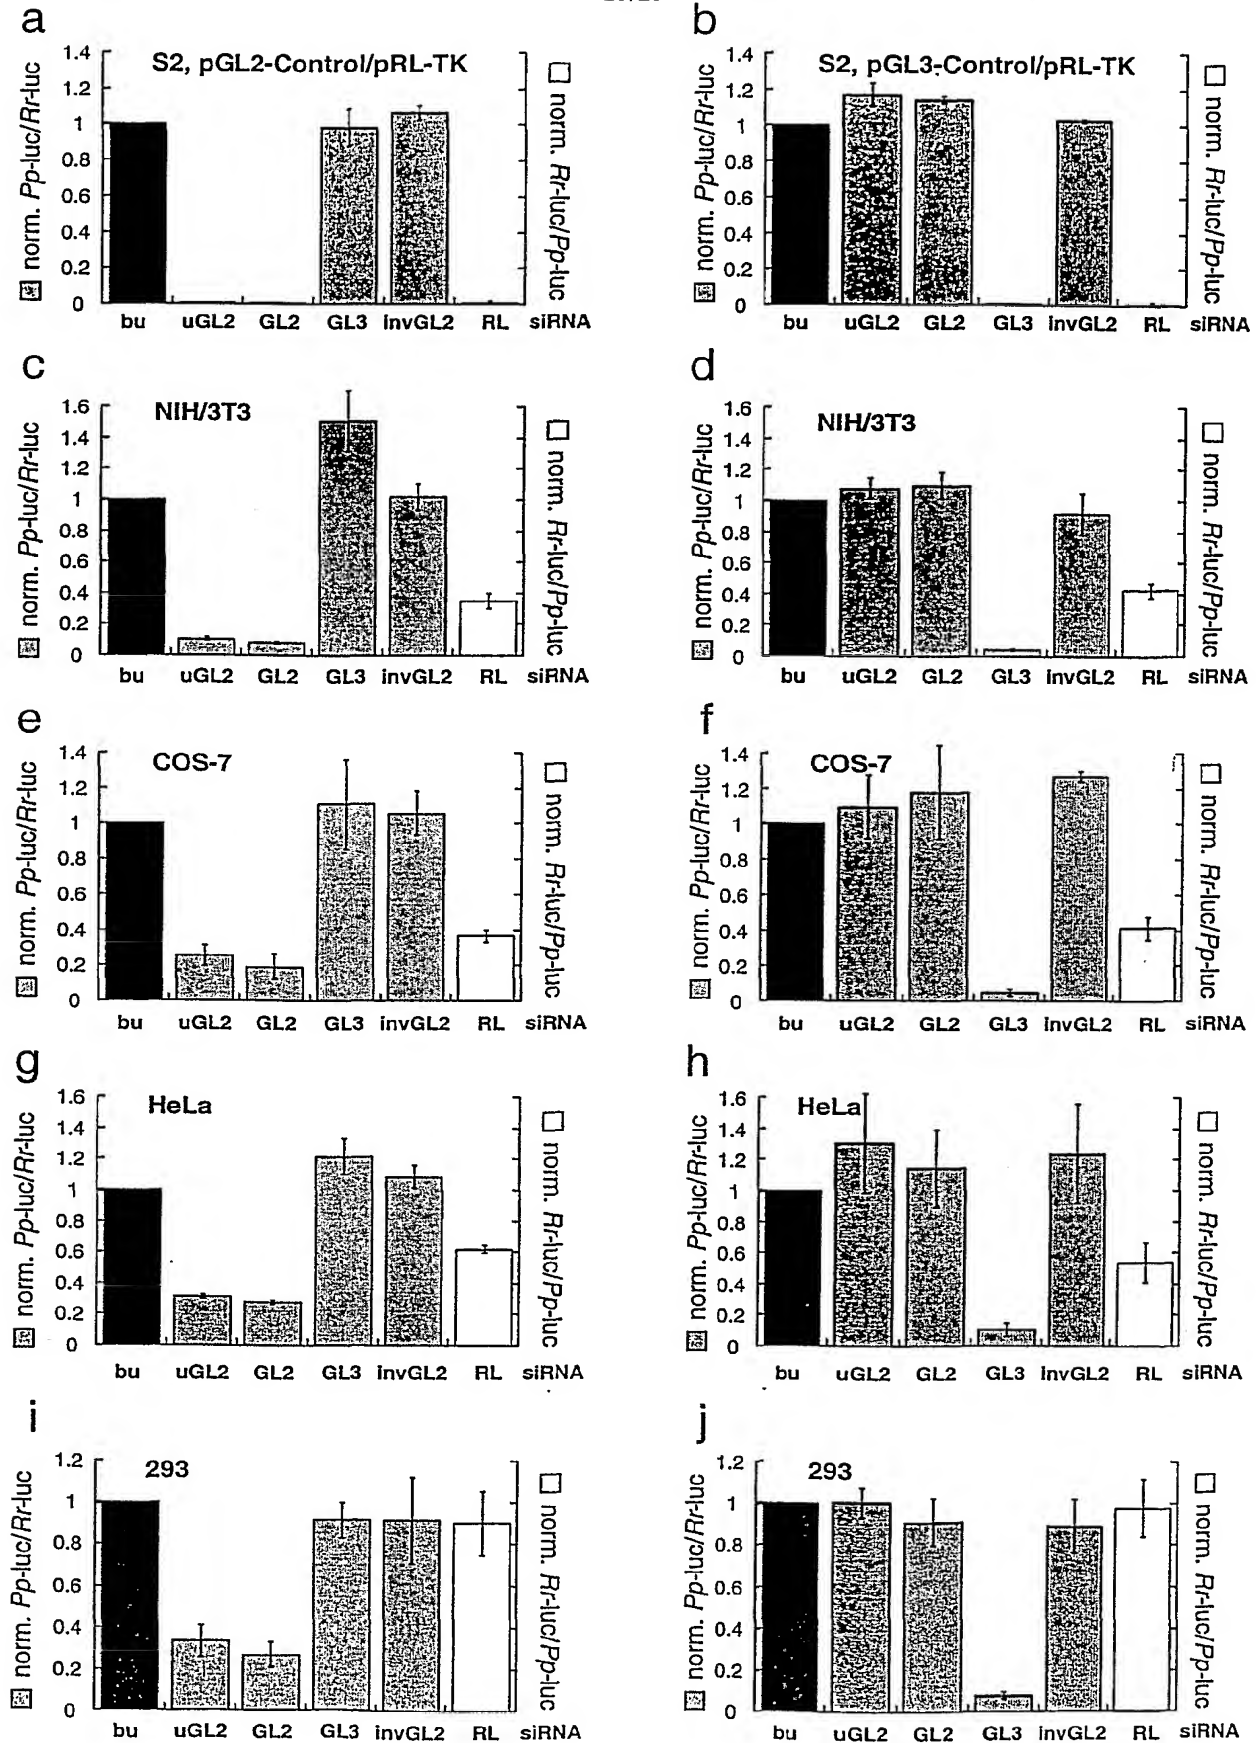 a
1.4
1.2
1
0.8
0.6
0.4
0.2
0
S2, pGL2-Control/pRL-TK
norm. Pp-luc/Rr-luc
norm. Rr-luc/Pp-luc
bu uGL2 GL2 GL3 invGL2 RL siRNA
b
1.4
1.2
1
0.8
0.6
0.4
0.2
0
S2, pGL3-Control/pRL-TK
norm. Pp-luc/Rr-luc
norm. Rr-luc/Pp-luc
bu uGL2 GL2 GL3 invGL2 RL siRNA
c
1.6
1.4
1.2
1
0.8
0.6
0.4
0.2
0
NIH/3T3
norm. Pp-luc/Rr-luc
norm. Rr-luc/Pp-luc
bu uGL2 GL2 GL3 invGL2 RL siRNA
d
1.6
1.4
1.2
1
0.8
0.6
0.4
0.2
0
NIH/3T3
norm. Pp-luc/Rr-luc
norm. Rr-luc/Pp-luc
bu uGL2 GL2 GL3 invGL2 RL siRNA
e
1.4
1.2
1
0.8
0.6
0.4
0.2
0
COS-7
norm. Pp-luc/Rr-luc
norm. Rr-luc/Pp-luc
bu uGL2 GL2 GL3 invGL2 RL siRNA
f
1.4
1.2
1
0.8
0.6
0.4
0.2
0
COS-7
norm. Pp-luc/Rr-luc
norm. Rr-luc/Pp-luc
bu uGL2 GL2 GL3 invGL2 RL siRNA
g
1.6
1.4
1.2
1
0.8
0.6
0.4
0.2
0
HeLa
norm. Pp-luc/Rr-luc
norm. Rr-luc/Pp-luc
bu uGL2 GL2 GL3 invGL2 RL siRNA
h
1.6
1.4
1.2
1
0.8
0.6
0.4
0.2
0
HeLa
norm. Pp-luc/Rr-luc
norm. Rr-luc/Pp-luc
bu uGL2 GL2 GL3 invGL2 RL siRNA
i
1.2
1
0.8
0.6
0.4
0.2
0
293
norm. Pp-luc/Rr-luc
norm. Rr-luc/Pp-luc
bu uGL2 GL2 GL3 invGL2 RL siRNA
j
1.2
1
0.8
0.6
0.4
0.2
0
293
norm. Pp-luc/Rr-luc
norm. Rr-luc/Pp-luc
bu uGL2 GL2 GL3 invGL2 RL siRNA